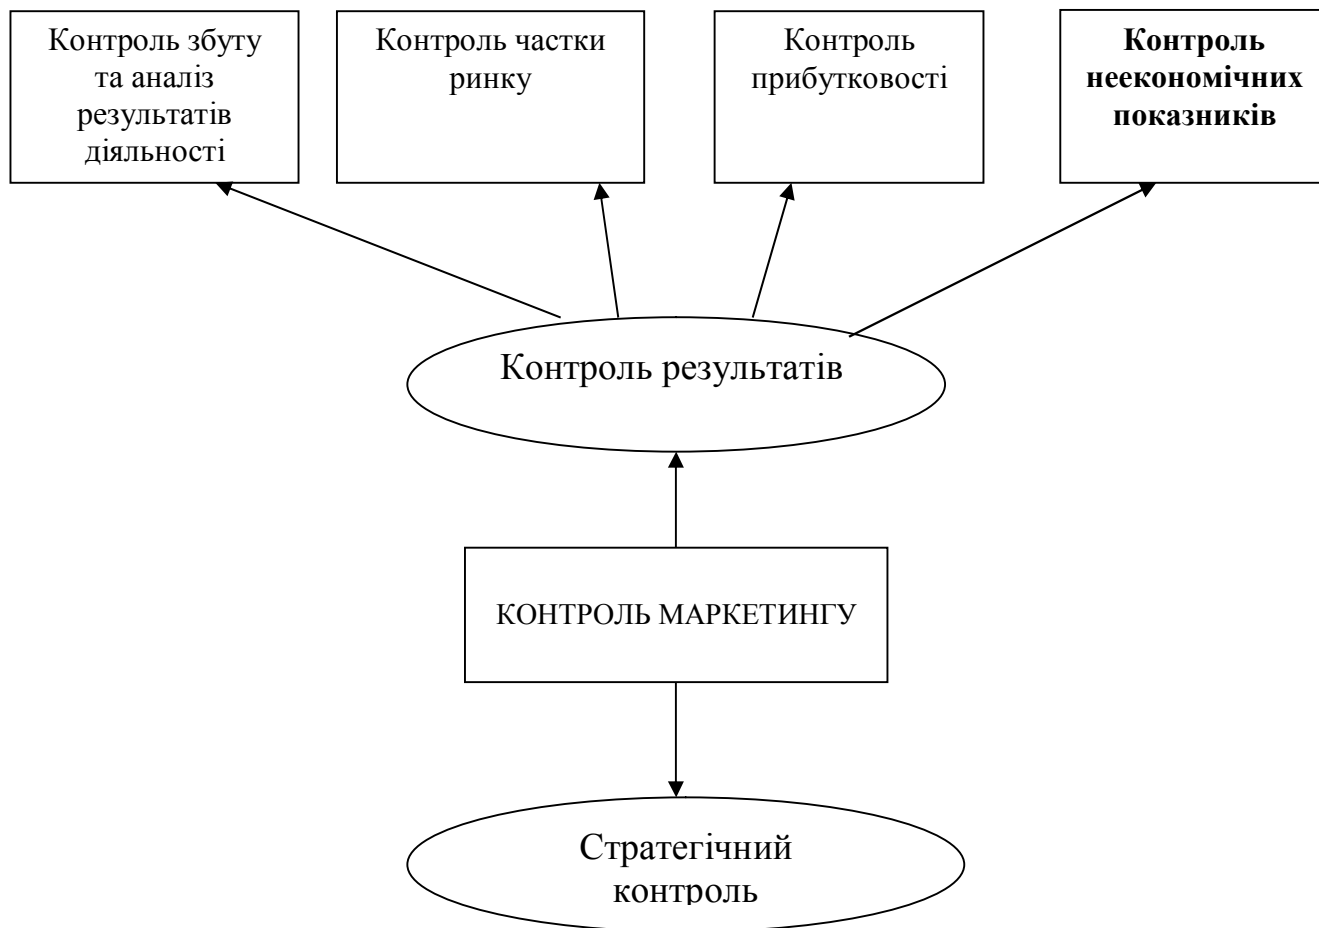 Контроль збуту
та аналіз
результатів
діяльності
Контроль частки
ринку
Контроль
прибутковості
Контроль
неекономічних
показників
Контроль результатів
КОНТРОЛЬ МАРКЕТИНГУ
Стратегічний
контроль